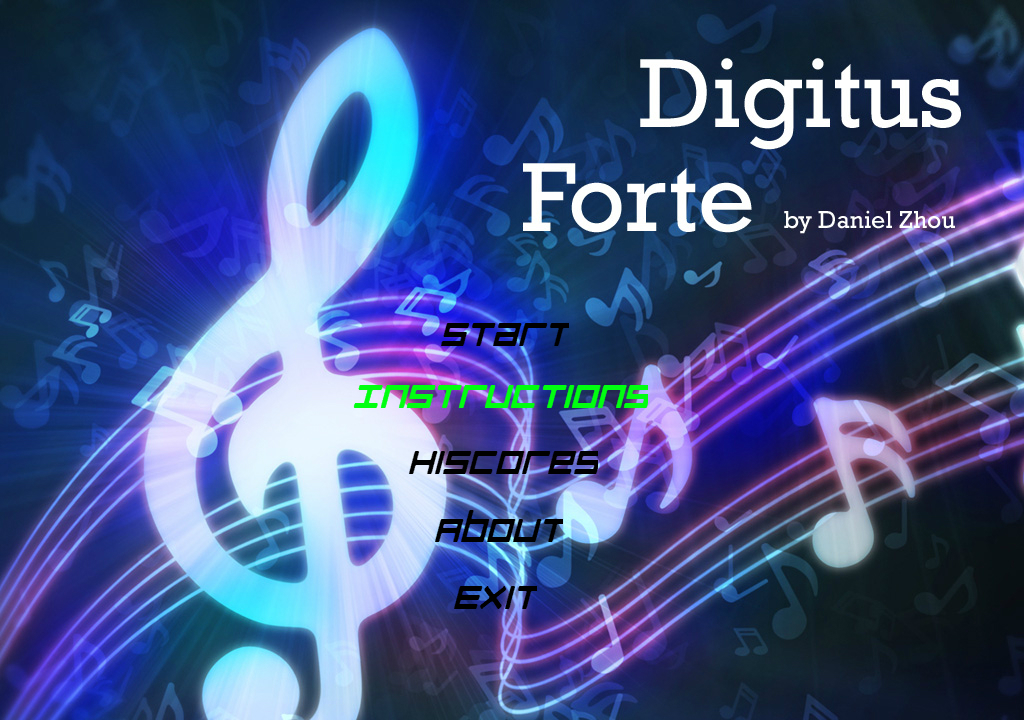 Digitus
Forte
by Daniel Zhou
Start
Instructions
Hiscores
About
Exit